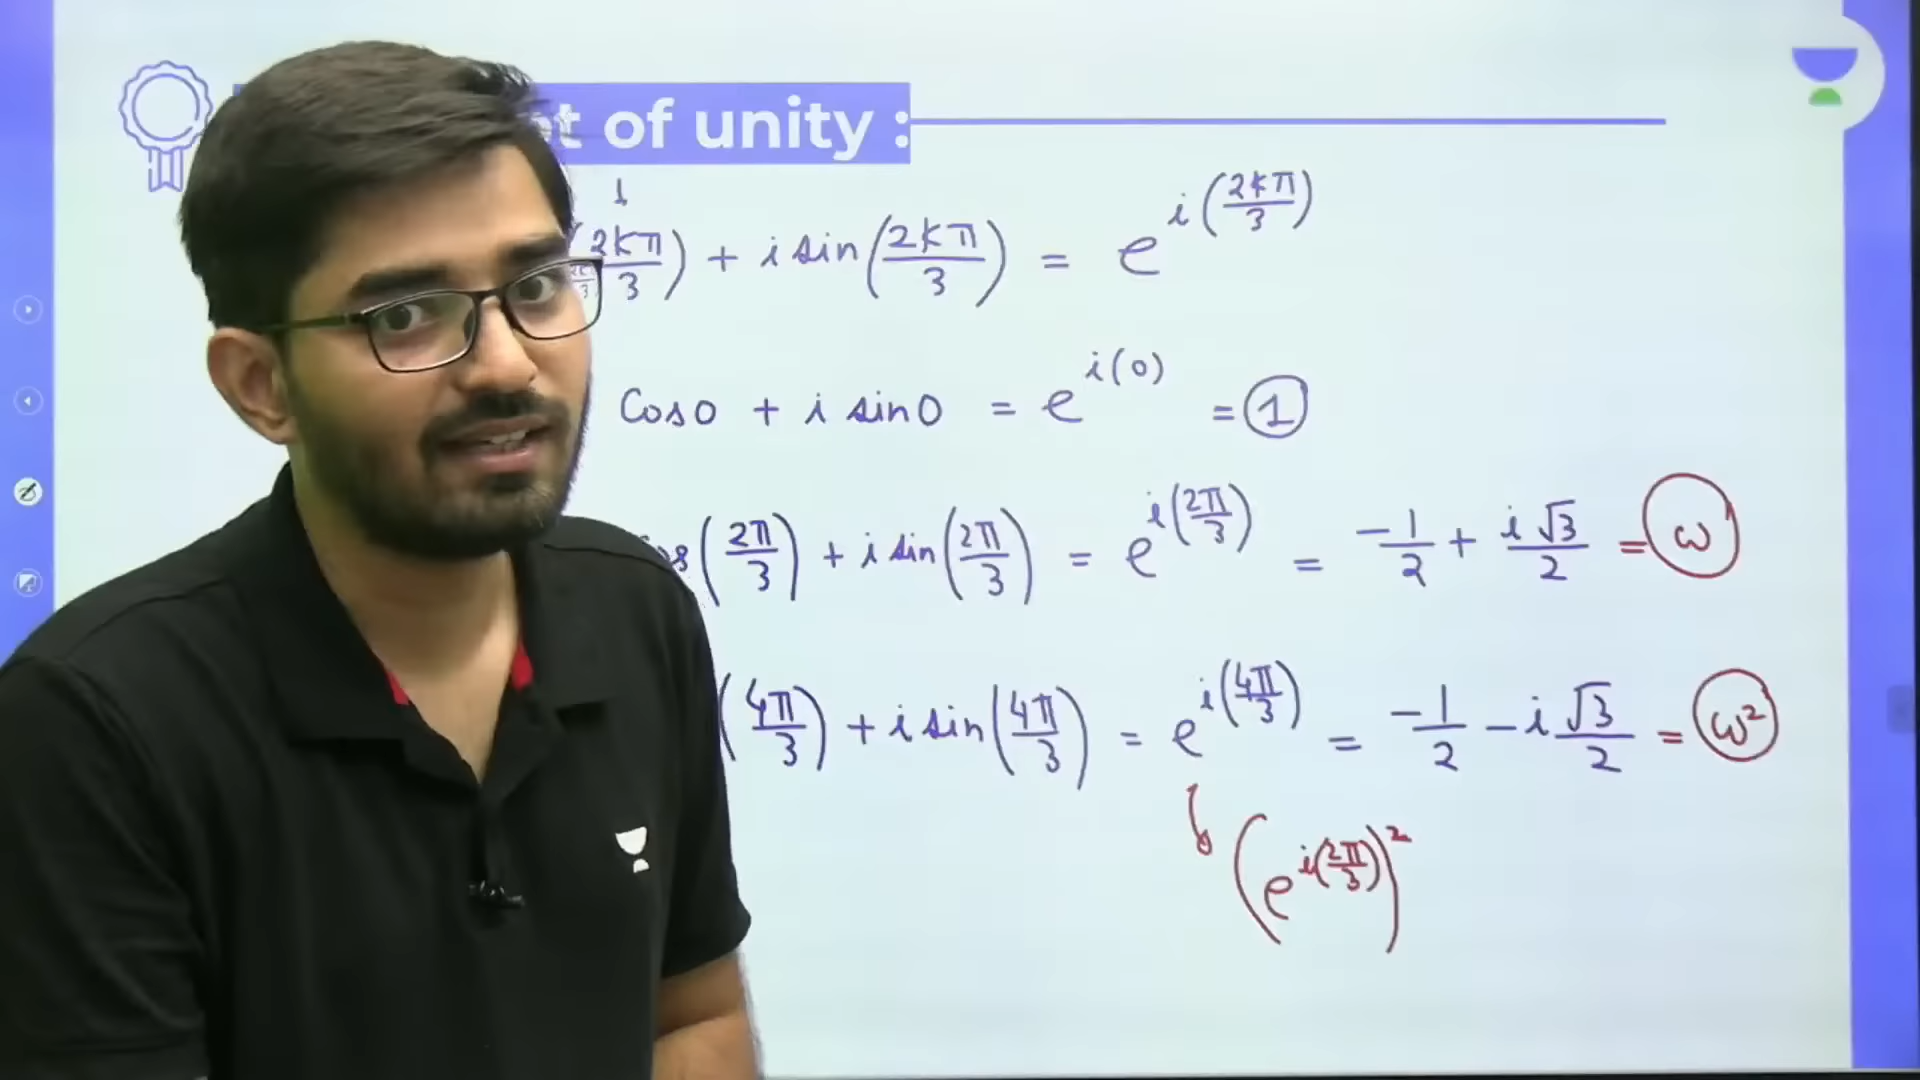 of unity :
1
2kπ/3) + i sin(2kπ/3) = e^i(2kπ/3)
Cos0 + i sin0 = e^i(0) = 1
(2π/3) + i sin(2π/3) = e^i(2π/3) = -1/2 + i√3/2 = ω
(4π/3) + i sin(4π/3) = e^i(4π/3) = -1/2 - i√3/2 = ω²
(e^i(2π/3))²